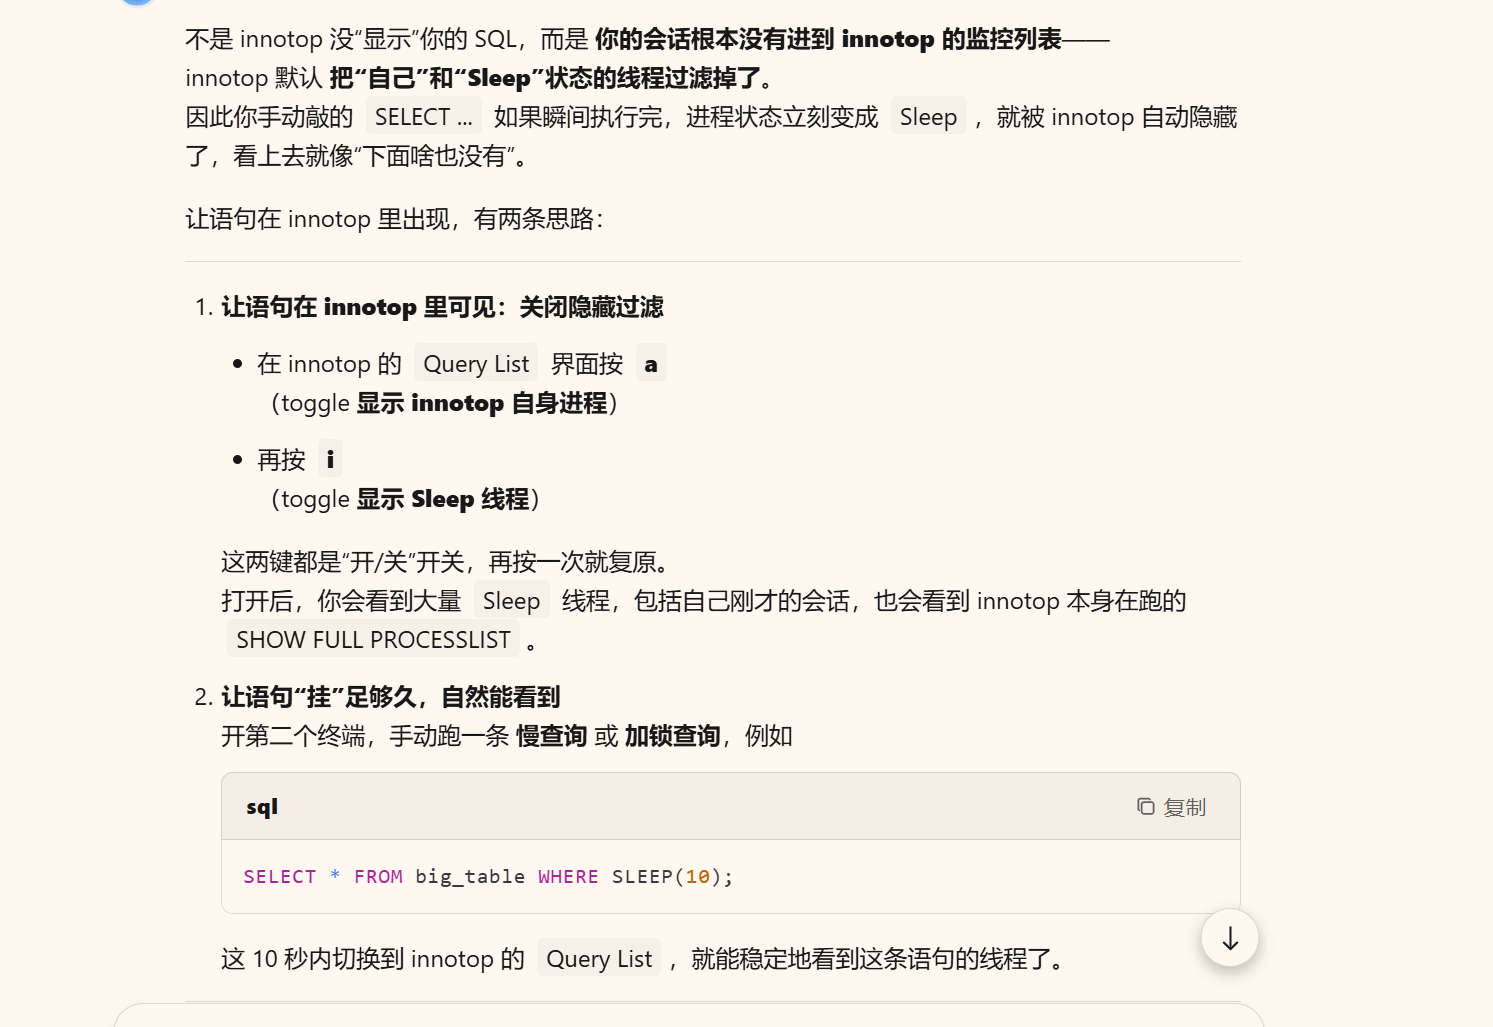 不是 innotop 没“显示”你的 SQL，而是 你的会话根本没有进到 innotop 的监控列表——
innotop 默认 把“自己”和“Sleep”状态的线程过滤掉了。
因此你手动敲的 SELECT ... 如果瞬间执行完，进程状态立刻变成 Sleep ，就被 innotop 自动隐藏
了，看上去就像“下面啥也没有”。
让语句在 innotop 里出现，有两条思路：
1. 让语句在 innotop 里可见：关闭隐藏过滤
• 在 innotop 的 Query List 界面按 a
（toggle 显示 innotop 自身进程）
• 再按 i
（toggle 显示 Sleep 线程）
这两键都是“开/关”开关，再按一次就复原。
打开后，你会看到大量 Sleep 线程，包括自己刚才的会话，也会看到 innotop 本身在跑的
SHOW FULL PROCESSLIST 。
2. 让语句“挂”足够久，自然能看到
开第二个终端，手动跑一条 慢查询 或 加锁查询，例如
sql 复制
SELECT * FROM big_table WHERE SLEEP(10);
这 10 秒内切换到 innotop 的 Query List ，就能稳定地看到这条语句的线程了。